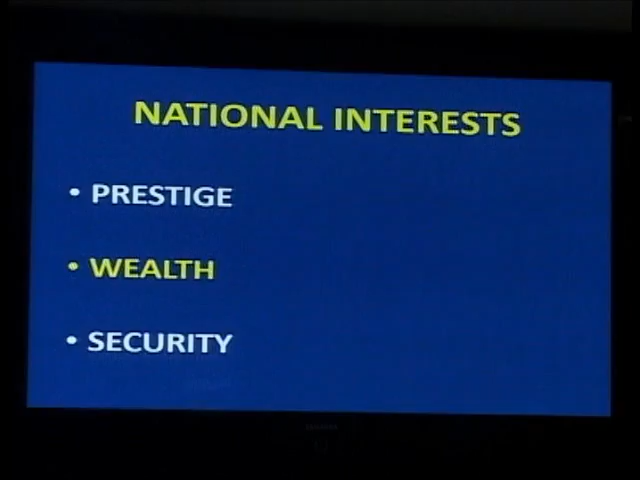 NATIONAL INTERESTS
• PRESTIGE
• WEALTH
• SECURITY